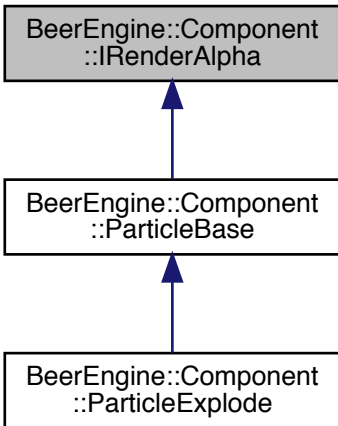 BeerEngine::Component
::IRenderAlpha
BeerEngine::Component
::ParticleBase
BeerEngine::Component
::ParticleExplode